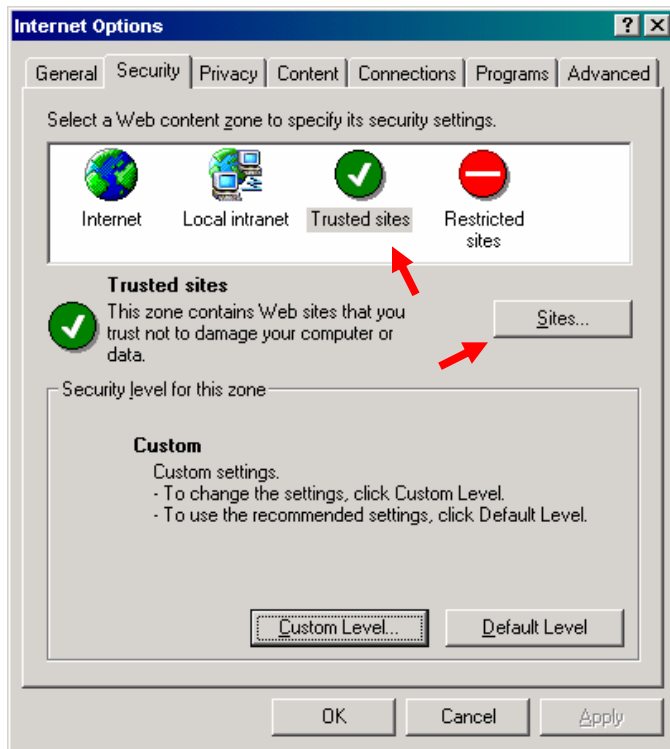 Internet Options
General Security Privacy Content Connections Programs Advanced
Select a Web content zone to specify its security settings.
Internet Local intranet Trusted sites Restricted
sites
Trusted sites
This zone contains Web sites that you
trust not to damage your computer or
data.
Sites...
Security level for this zone
Custom
Custom settings.
- To change the settings, click Custom Level.
- To use the recommended settings, click Default Level.
Custom Level... Default Level
OK Cancel Apply